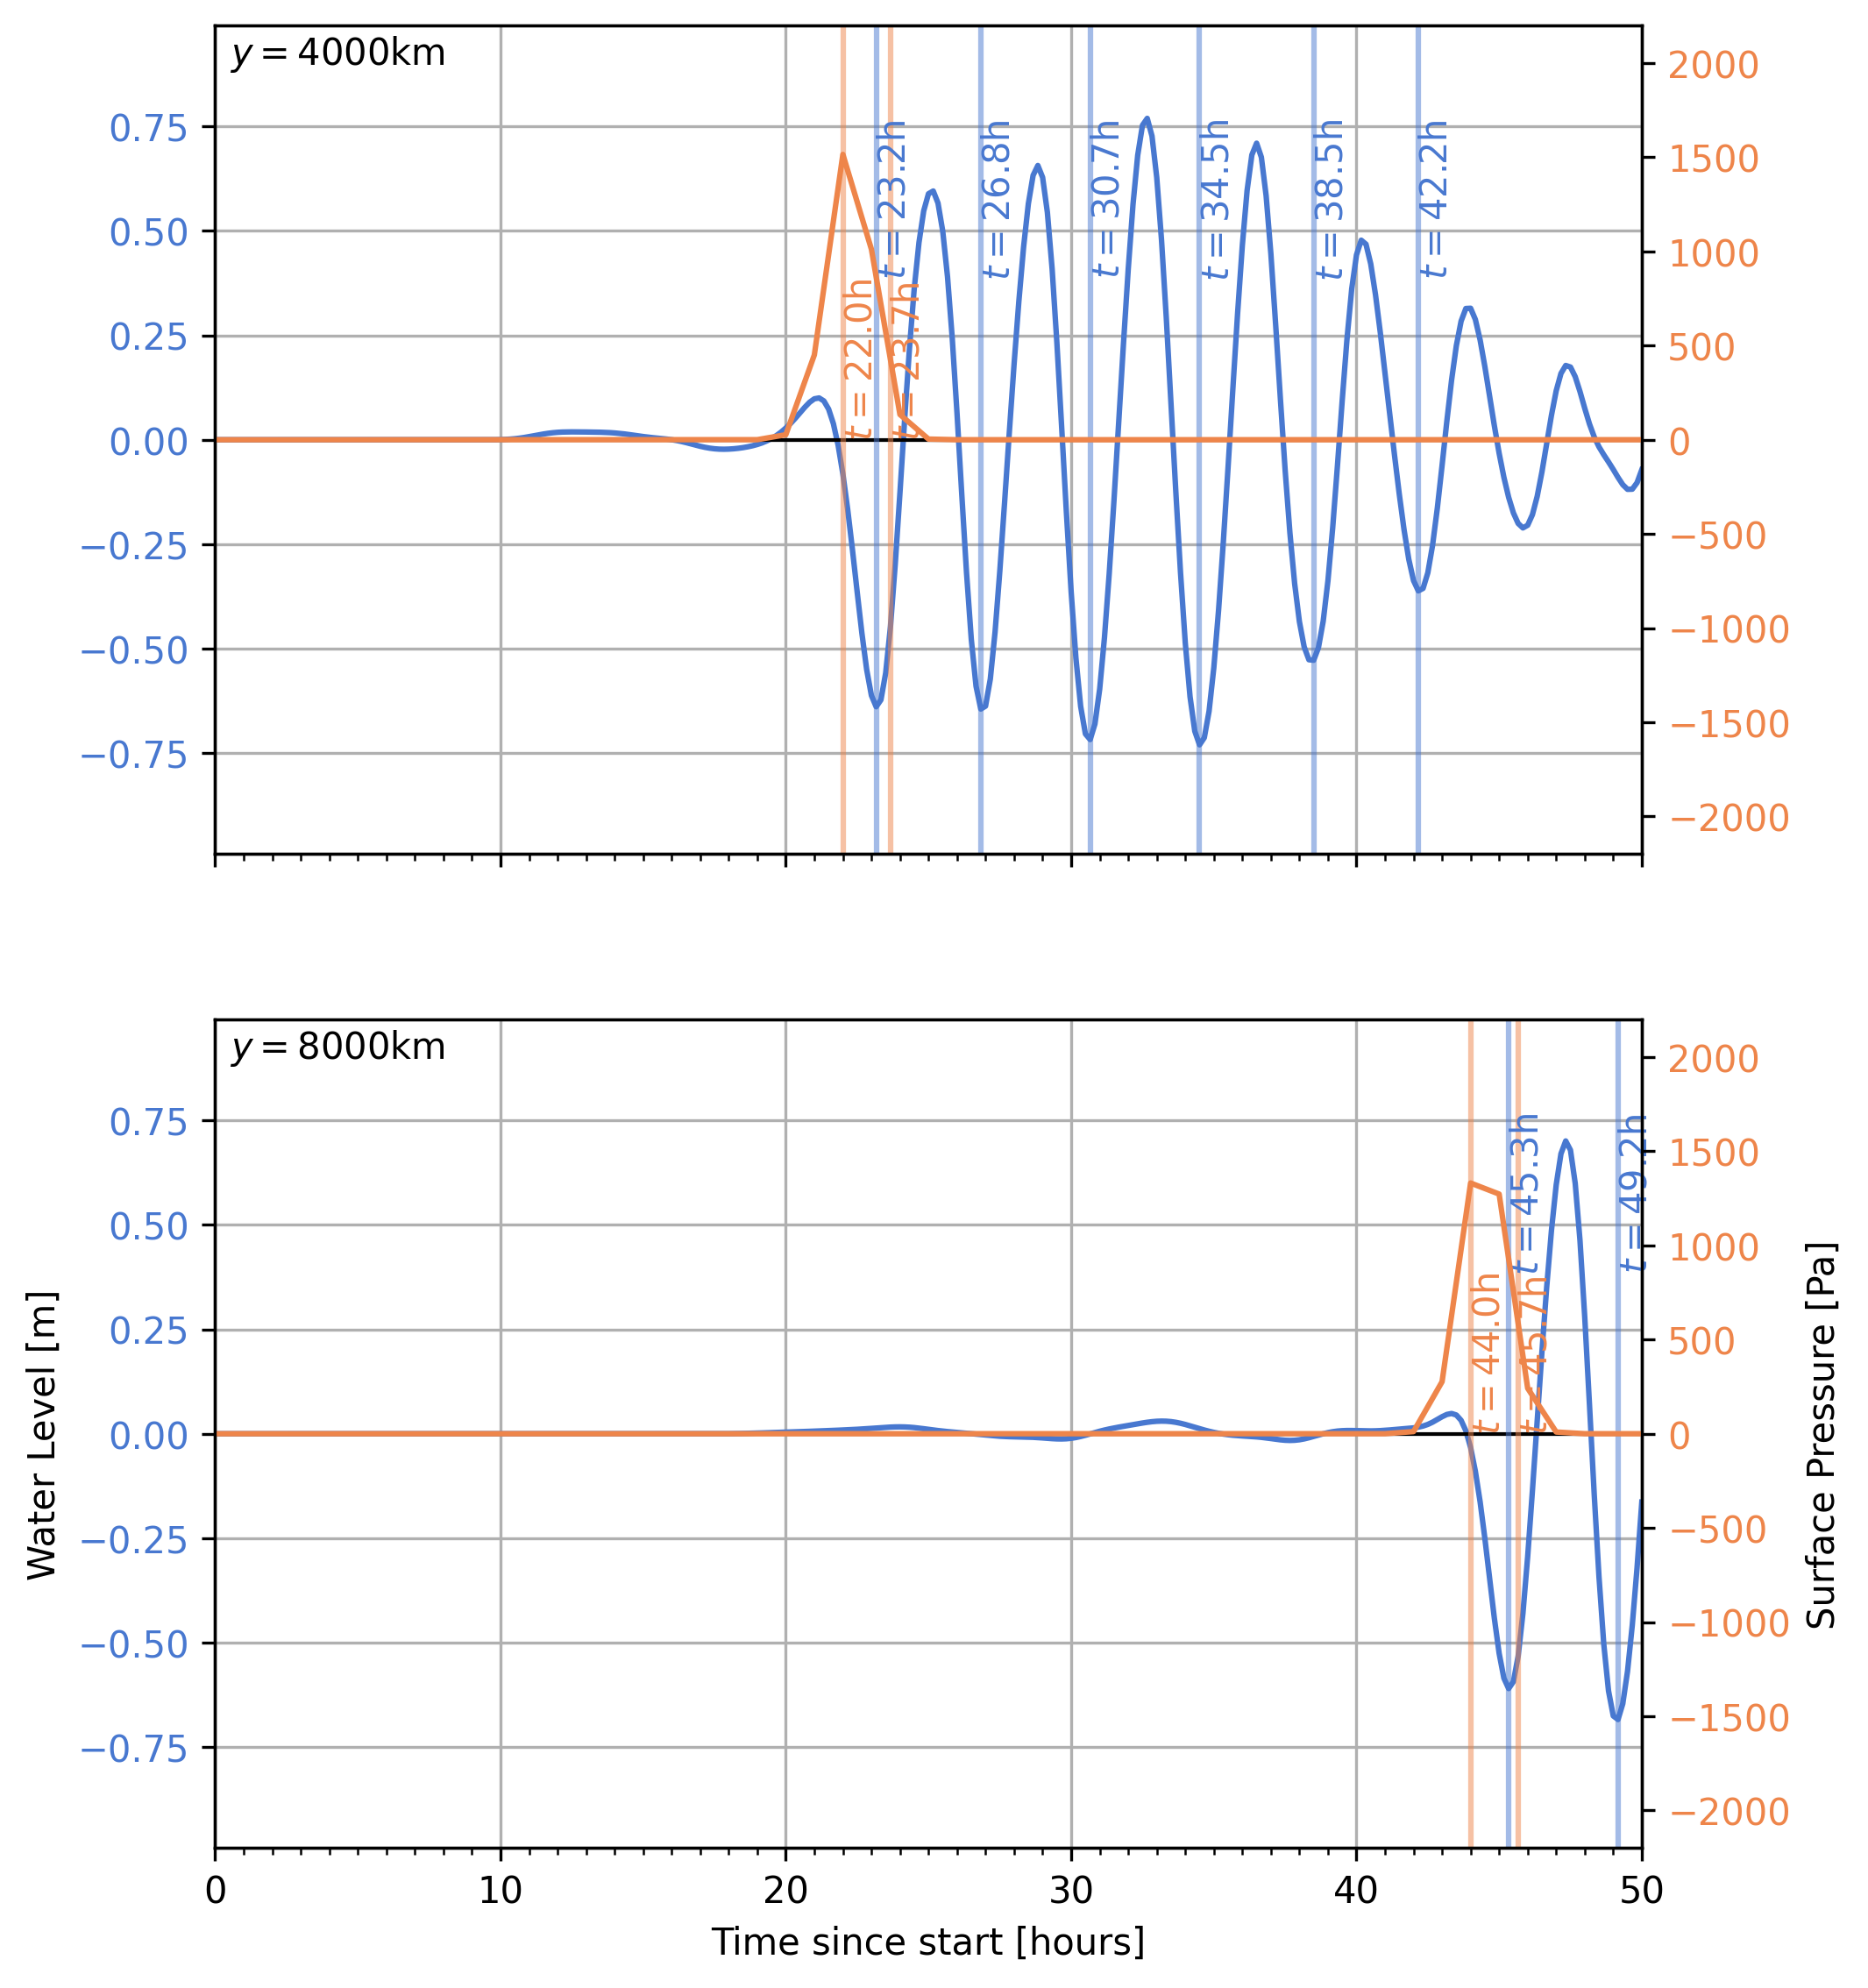 y = 4000km
0.75
0.50
0.25
0.00
−0.25
−0.50
−0.75
2000
1500
1000
500
0
−500
−1000
−1500
−2000
t = 22.0h
t = 23.2h
t = 23.7h
t = 26.8h
t = 30.7h
t = 34.5h
t = 38.5h
t = 42.2h
y = 8000km
0.75
0.50
0.25
0.00
−0.25
−0.50
−0.75
2000
1500
1000
500
0
−500
−1000
−1500
−2000
t = 44.0h
t = 45.3h
t = 45.7h
t = 49.2h
Water Level [m]
Surface Pressure [Pa]
0 10 20 30 40 50
Time since start [hours]